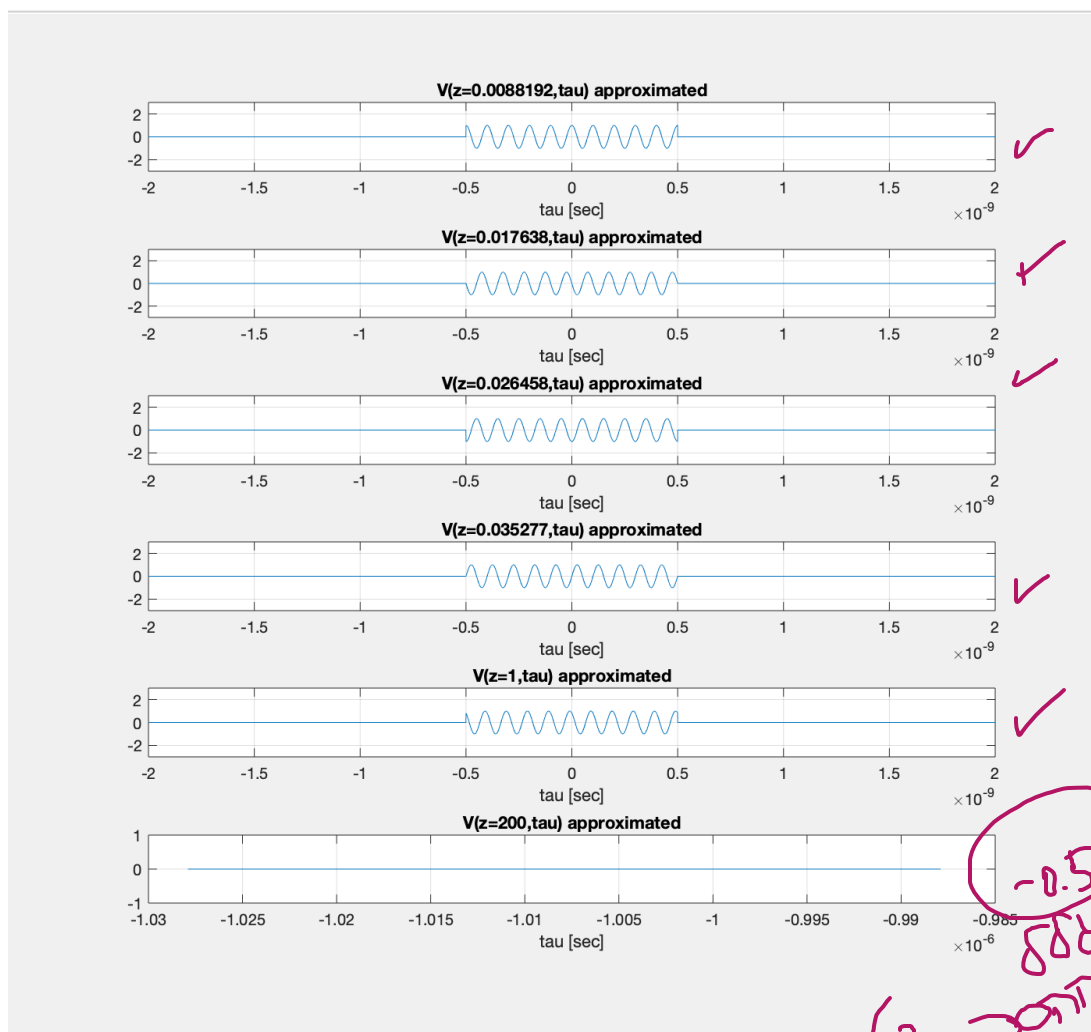 V(z=0.0088192,tau) approximated
2
0
-2
-2 -1.5 -1 -0.5 0 0.5 1 1.5 2
tau [sec]
×10-9
V(z=0.017638,tau) approximated
2
0
-2
-2 -1.5 -1 -0.5 0 0.5 1 1.5 2
tau [sec]
×10-9
V(z=0.026458,tau) approximated
2
0
-2
-2 -1.5 -1 -0.5 0 0.5 1 1.5 2
tau [sec]
×10-9
V(z=0.035277,tau) approximated
2
0
-2
-2 -1.5 -1 -0.5 0 0.5 1 1.5 2
tau [sec]
×10-9
V(z=1,tau) approximated
2
0
-2
-2 -1.5 -1 -0.5 0 0.5 1 1.5 2
tau [sec]
×10-9
V(z=200,tau) approximated
1
0
-1
-1.03 -1.025 -1.02 -1.015 -1.01 -1.005 -1 -0.995 -0.99 -0.985
tau [sec]
×10-6
-0.5